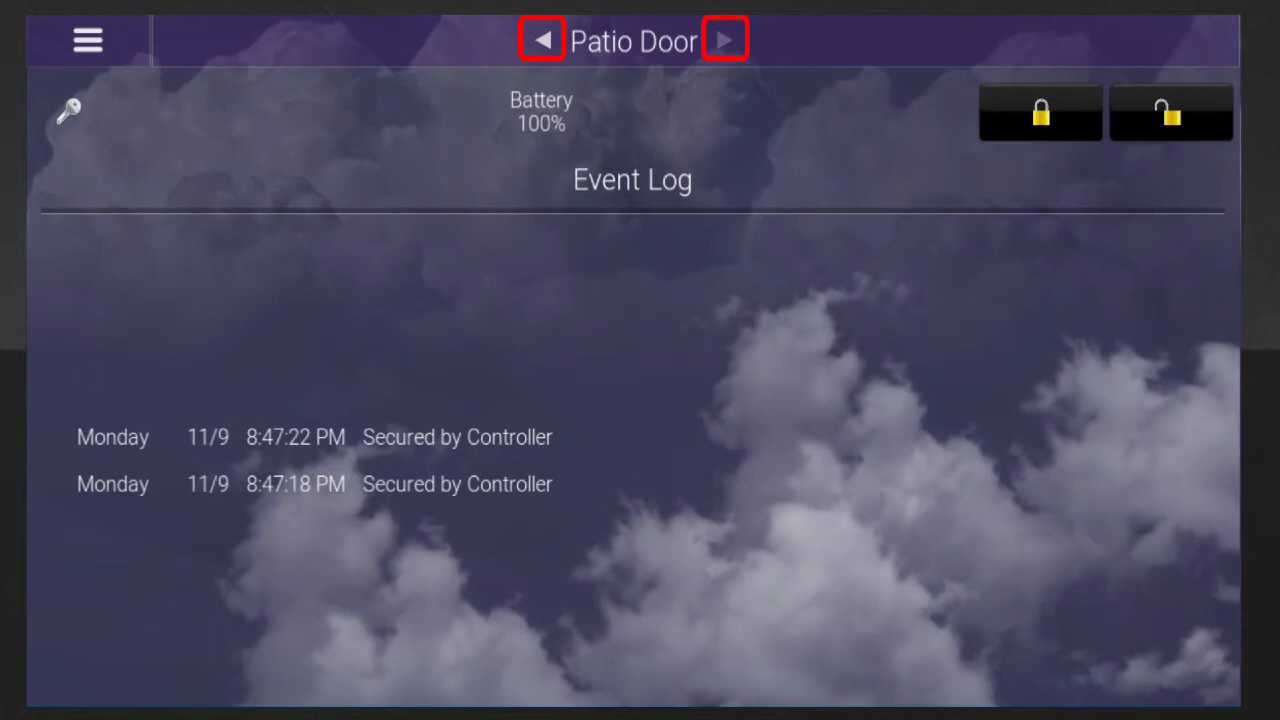 Patio Door
Battery
100%
Event Log
Monday 11/9 8:47:22 PM Secured by Controller
Monday 11/9 8:47:18 PM Secured by Controller